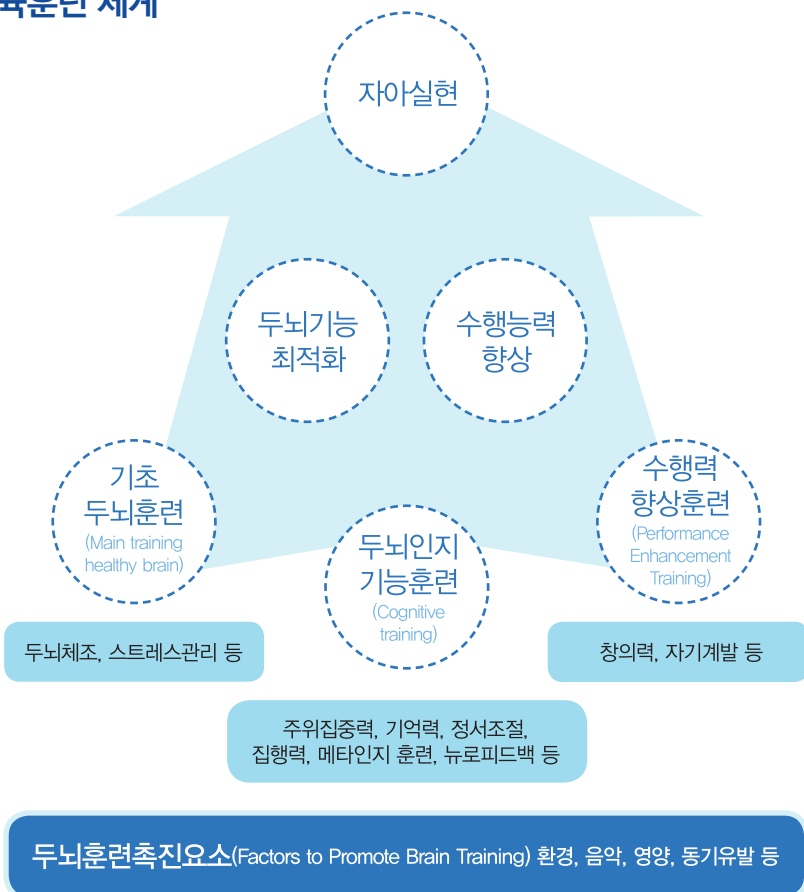 육훈련 체계
자아실현
두뇌기능
최적화
수행능력
향상
기초
두뇌훈련
(Main training
healthy brain)
두뇌인지
기능훈련
(Cognitive
training)
수행력
향상훈련
(Performance
Enhancement
Training)
두뇌체조, 스트레스관리 등
창의력, 자기계발 등
주위집중력, 기억력, 정서조절,
집행력, 메타인지 훈련, 뉴로피드백 등
두뇌훈련촉진요소(Factors to Promote Brain Training) 환경, 음악, 영양, 동기유발 등